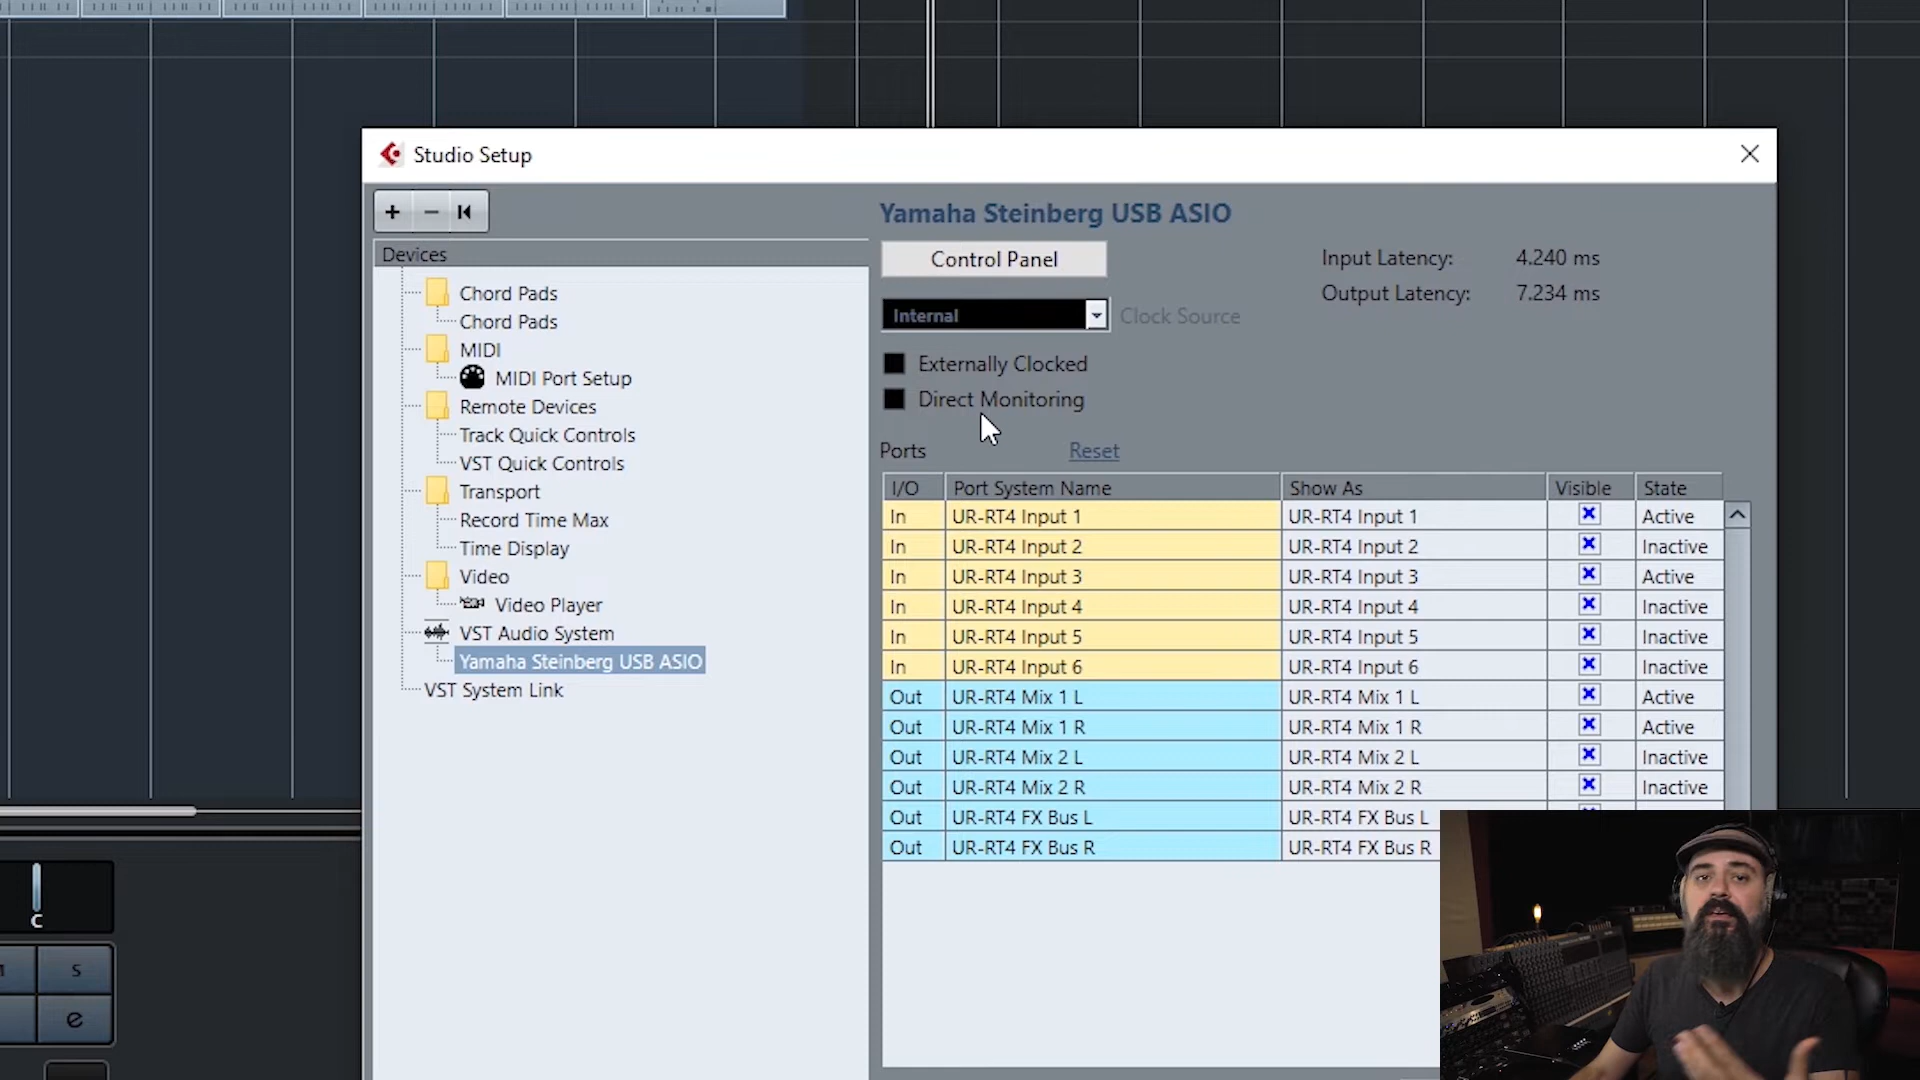 Studio Setup
Devices
Chord Pads
Chord Pads
MIDI
MIDI Port Setup
Remote Devices
Track Quick Controls
VST Quick Controls
Transport
Record Time Max
Time Display
Video
Video Player
VST Audio System
Yamaha Steinberg USB ASIO
VST System Link
Yamaha Steinberg USB ASIO
Control Panel
Input Latency: 4.240 ms
Output Latency: 7.234 ms
Internal Clock Source
Externally Clocked
Direct Monitoring
Ports Reset
I/O Port System Name Show As Visible State
In UR-RT4 Input 1 UR-RT4 Input 1 Active
In UR-RT4 Input 2 UR-RT4 Input 2 Inactive
In UR-RT4 Input 3 UR-RT4 Input 3 Active
In UR-RT4 Input 4 UR-RT4 Input 4 Inactive
In UR-RT4 Input 5 UR-RT4 Input 5 Inactive
In UR-RT4 Input 6 UR-RT4 Input 6 Inactive
Out UR-RT4 Mix 1 L UR-RT4 Mix 1 L Active
Out UR-RT4 Mix 1 R UR-RT4 Mix 1 R Active
Out UR-RT4 Mix 2 L UR-RT4 Mix 2 L Inactive
Out UR-RT4 Mix 2 R UR-RT4 Mix 2 R Inactive
Out UR-RT4 FX Bus L UR-RT4 FX Bus L
Out UR-RT4 FX Bus R UR-RT4 FX Bus R
C
S
e